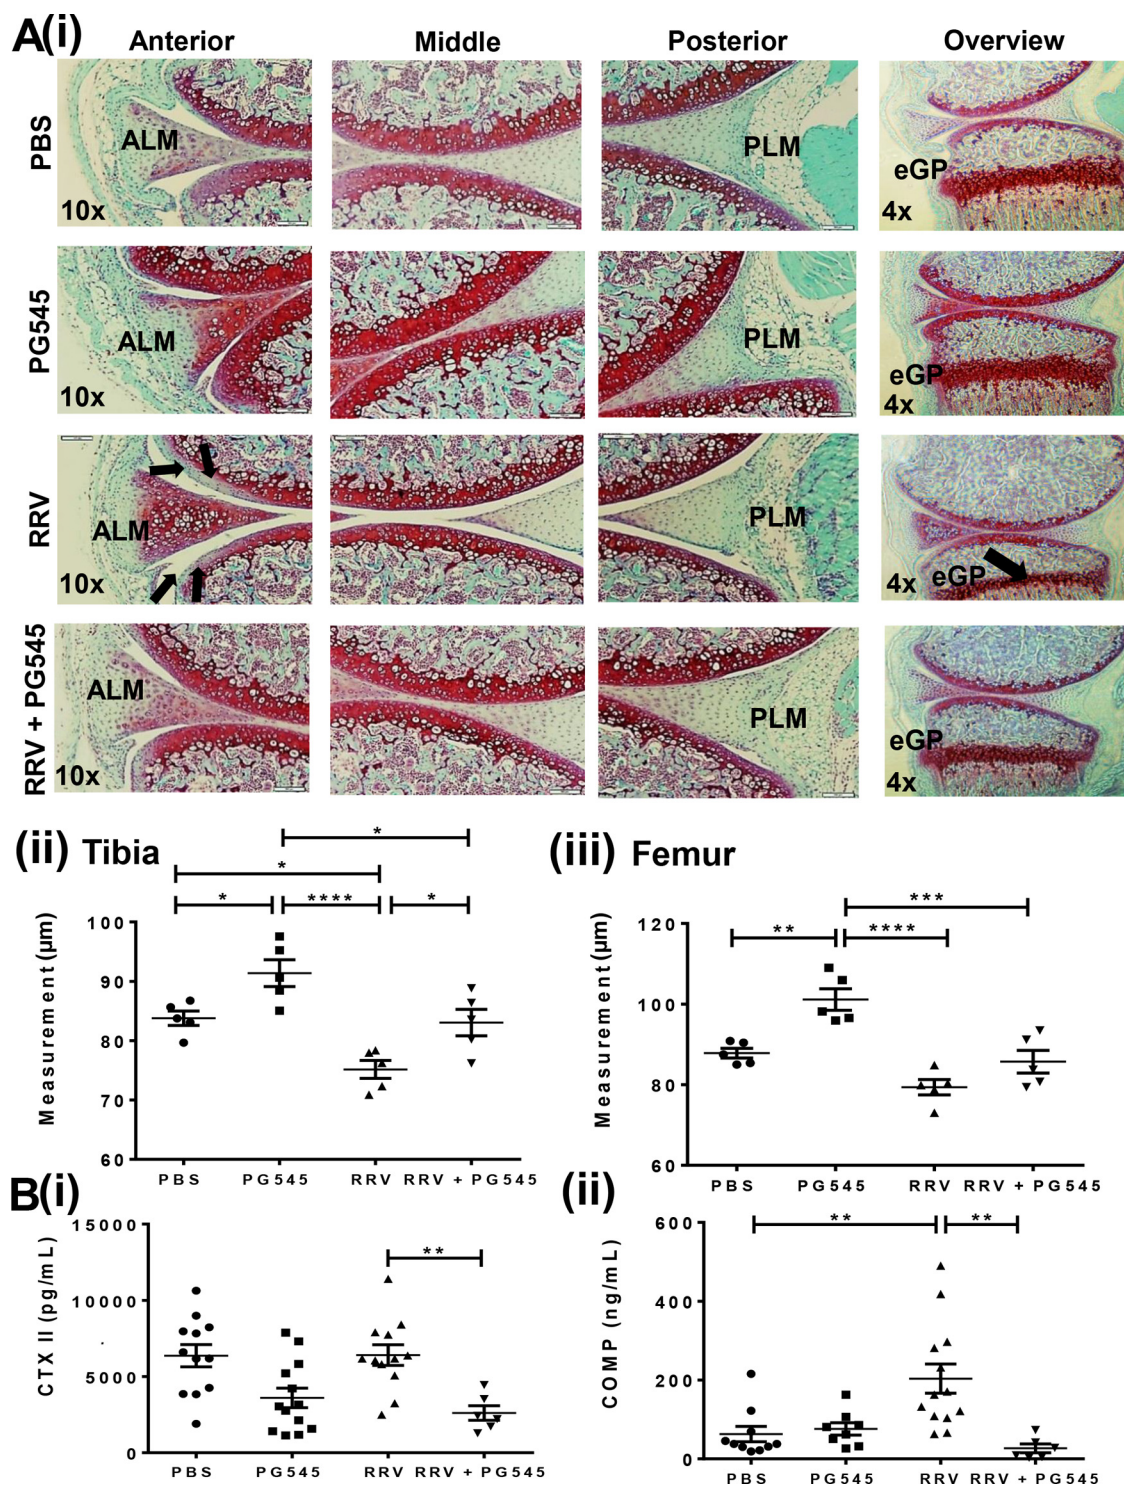 A(i)
Anterior Middle Posterior Overview
PBS
ALM
10x
PLM
eGP
4x
PG545
ALM
10x
PLM
eGP
4x
RRV
ALM
10x
PLM
eGP
4x
RRV + PG545
ALM
10x
PLM
eGP
4x
(ii) Tibia
*
*
* **** *
Measurement (µm)
100
90
80
70
60
PBS PG545 RRV RRV + PG545
(iii) Femur
***
** ****
Measurement (µm)
120
100
80
60
PBS PG545 RRV RRV + PG545
B(i)
**
CTX II (pg/mL)
15000
10000
5000
0
PBS PG545 RRV RRV + PG545
(ii)
** **
COMP (ng/mL)
600
400
200
0
PBS PG545 RRV RRV + PG545